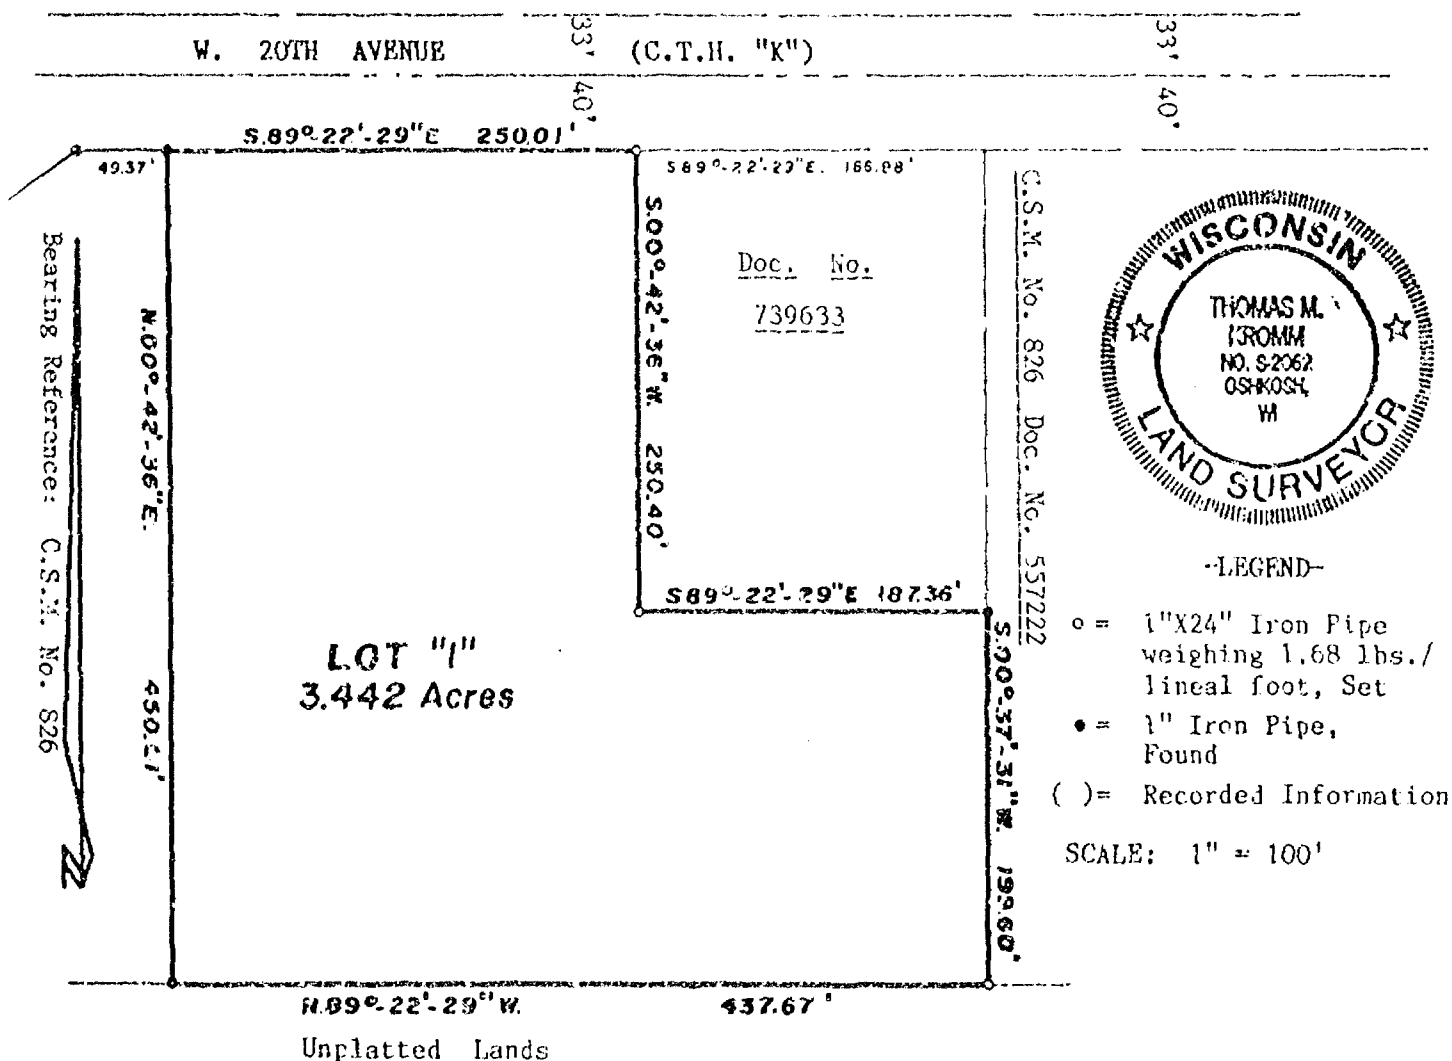 W. 20TH AVENUE (C.T.H. "K")
33'
33'
40'
40'
S.89°-22'-29"E 250.01'
49.37'
S89°-22'-29"E.
C.S.M. No. 826 Doc. No. 557222
S.00°-42'-36"W. 250.40'
Doc. No.
739633
Bearing Reference: C.S.M. No. 826
N.00°-42'-36"E.
WISCONSIN
THOMAS M.
KROMM
NO. S-2062
OSHKOSH,
WI
LAND SURVEYOR
S89°-22'-29"E 187.36'
S.00°-37'-31"W. 199.60'
LOT "1"
3.442 Acres
-LEGEND-
○ = 1"X24" Iron Pipe
weighing 1.68 lbs./
lineal foot, Set
● = 1" Iron Pipe,
Found
( )= Recorded Information
SCALE: 1" = 100'
N
N.89°-22'-29"W. 437.67'
Unplatted Lands